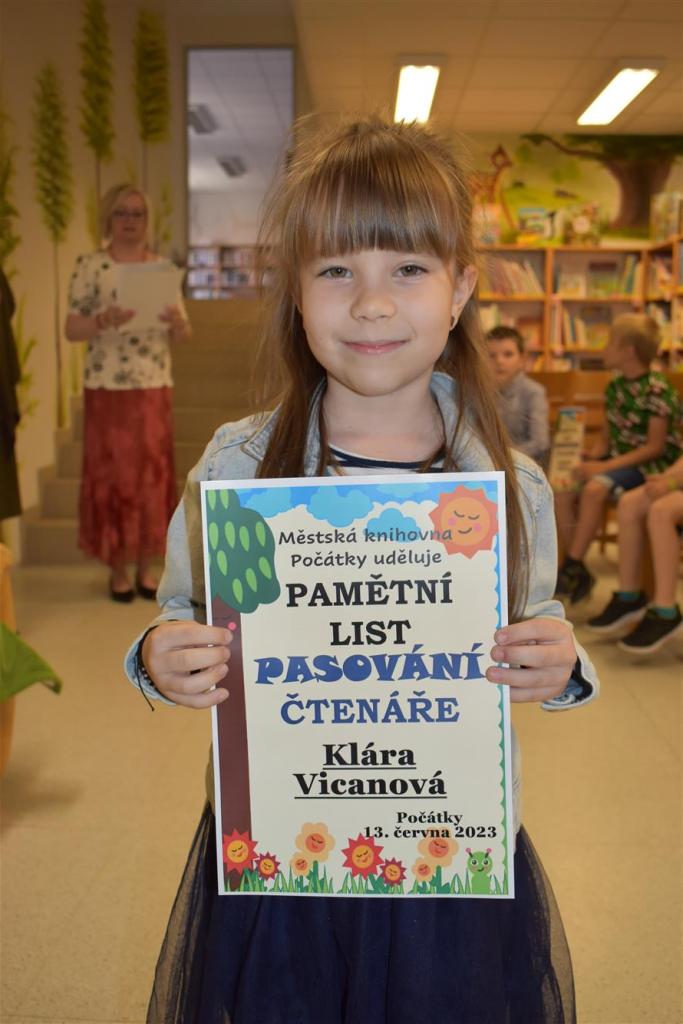 Městská knihovna
Počátky uděluje
PAMĚTNÍ
LIST
PASOVÁNÍ
ČTENÁŘE
Klára
Vicanová
Počátky
13. června 2023